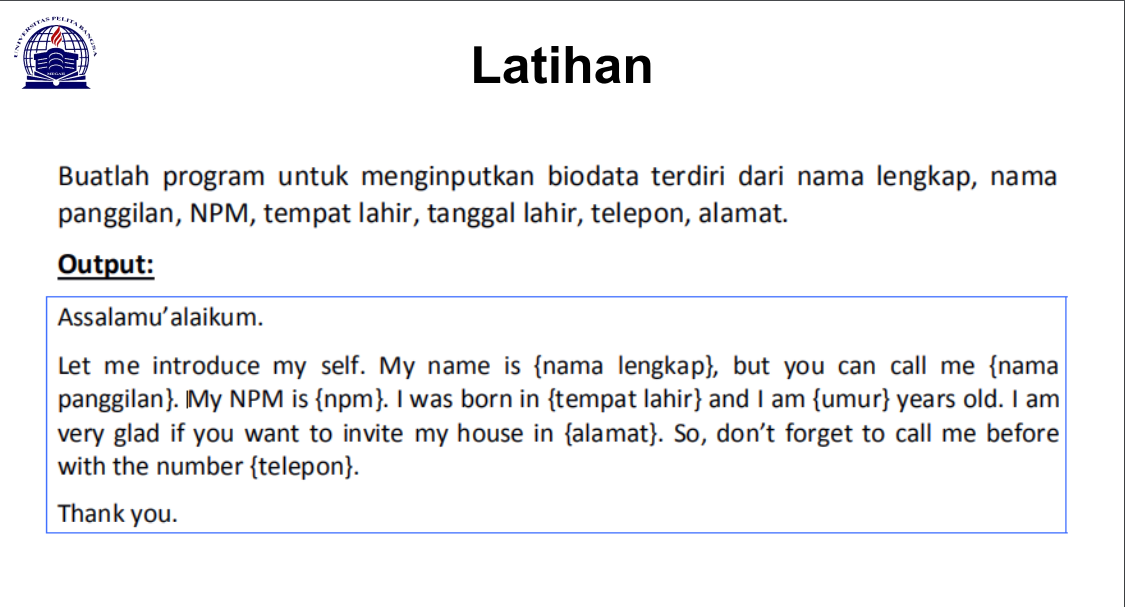 UNIVERSITAS PELITA BANGSA
Latihan
Buatlah program untuk menginputkan biodata terdiri dari nama lengkap, nama
panggilan, NPM, tempat lahir, tanggal lahir, telepon, alamat.
Output:
Assalamu’alaikum.
Let me introduce my self. My name is {nama lengkap}, but you can call me {nama
panggilan}. My NPM is {npm}. I was born in {tempat lahir} and I am {umur} years old. I am
very glad if you want to invite my house in {alamat}. So, don’t forget to call me before
with the number {telepon}.
Thank you.